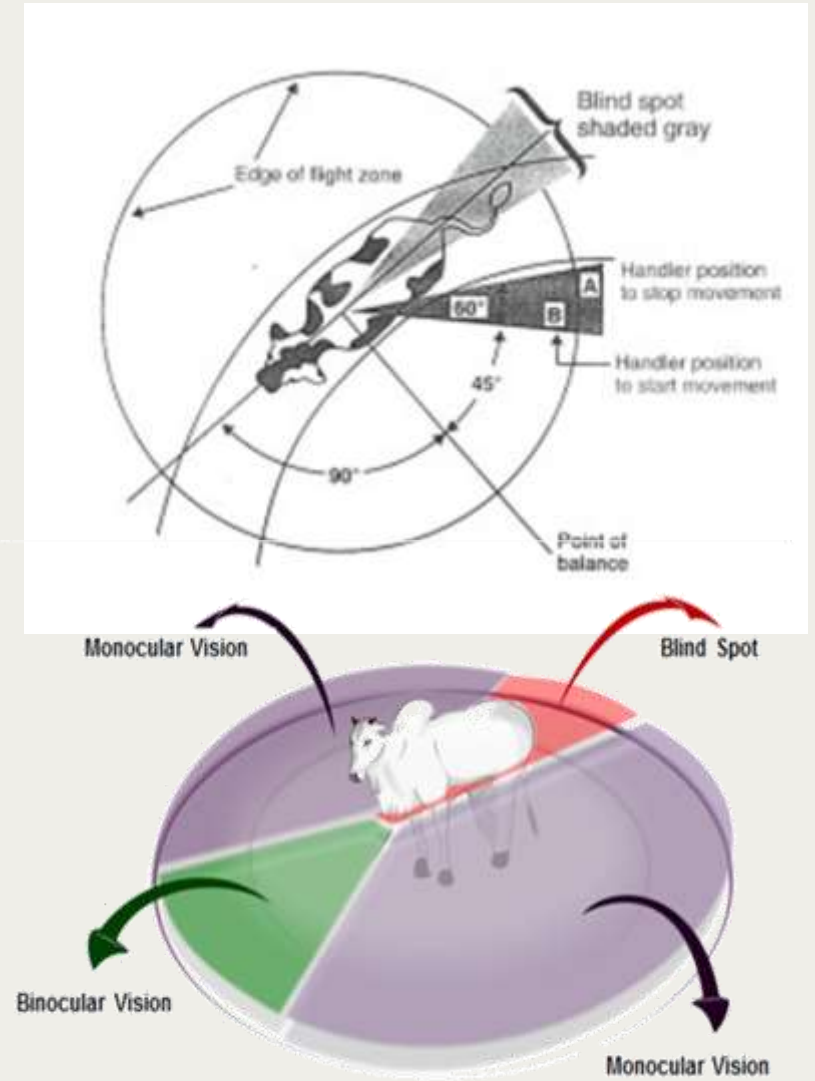 Blind spot
shaded gray
Edge of flight zone
Handler position
to stop movement
A
60°
B
Handler position
to start movement
45°
90°
Point of
balance
Monocular Vision
Blind Spot
Binocular Vision
Monocular Vision